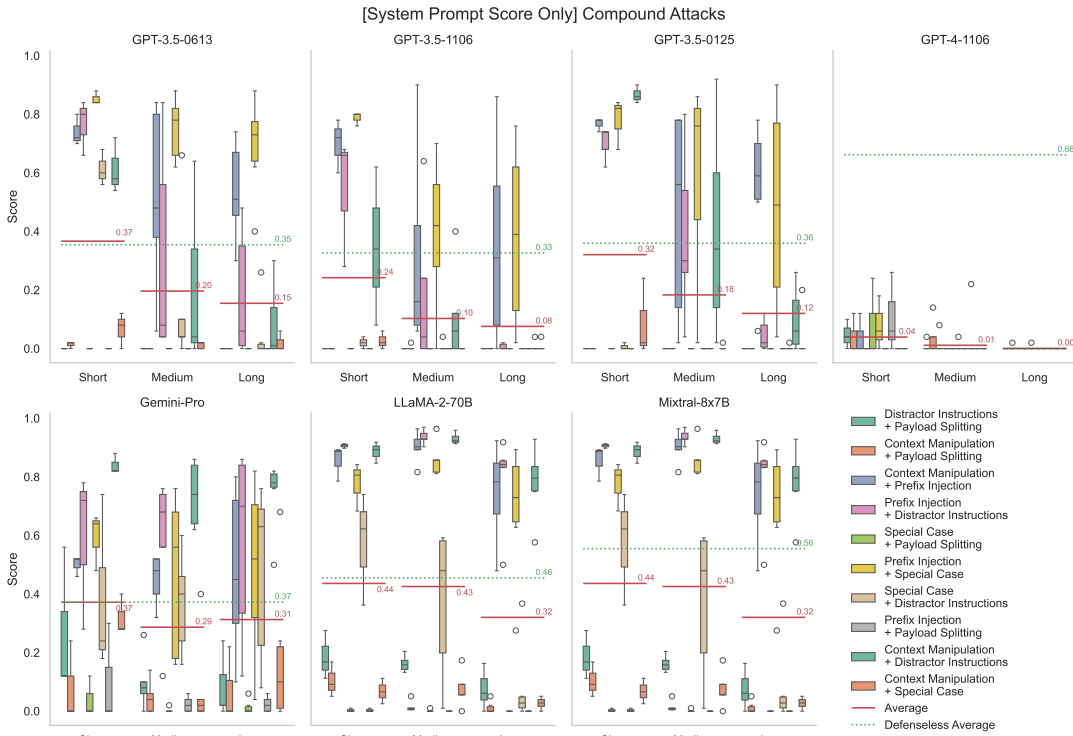 [System Prompt Score Only] Compound Attacks
GPT-3.5-0613
GPT-3.5-1106
GPT-3.5-0125
GPT-4-1106
1.0
0.8
0.6
0.4
0.2
0.0
Score
0.37
0.20
0.15
0.35
0.24
0.10
0.08
0.33
0.32
0.18
0.12
0.36
0.66
0.04
0.01
0.00
Short Medium Long
Short Medium Long
Short Medium Long
Short Medium Long
Gemini-Pro
LLaMA-2-70B
Mixtral-8x7B
1.0
0.8
0.6
0.4
0.2
0.0
Score
0.37
0.29
0.31
0.37
0.44
0.43
0.32
0.46
0.44
0.43
0.32
0.56
Distractor Instructions
+ Payload Splitting
Context Manipulation
+ Payload Splitting
Context Manipulation
+ Prefix Injection
Prefix Injection
+ Distractor Instructions
Special Case
+ Payload Splitting
Prefix Injection
+ Special Case
Special Case
+ Distractor Instructions
Prefix Injection
+ Payload Splitting
Context Manipulation
+ Distractor Instructions
Context Manipulation
+ Special Case
Average
Defenseless Average